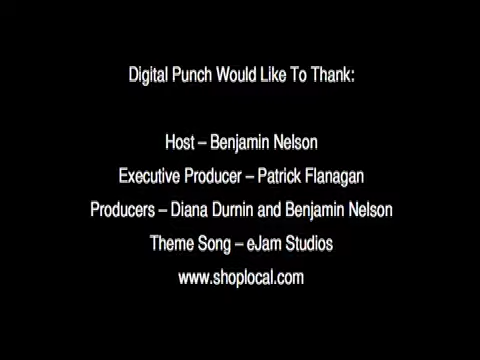 Digital Punch Would Like To Thank:
Host – Benjamin Nelson
Executive Producer – Patrick Flanagan
Producers – Diana Durnin and Benjamin Nelson
Theme Song – eJam Studios
www.shoplocal.com